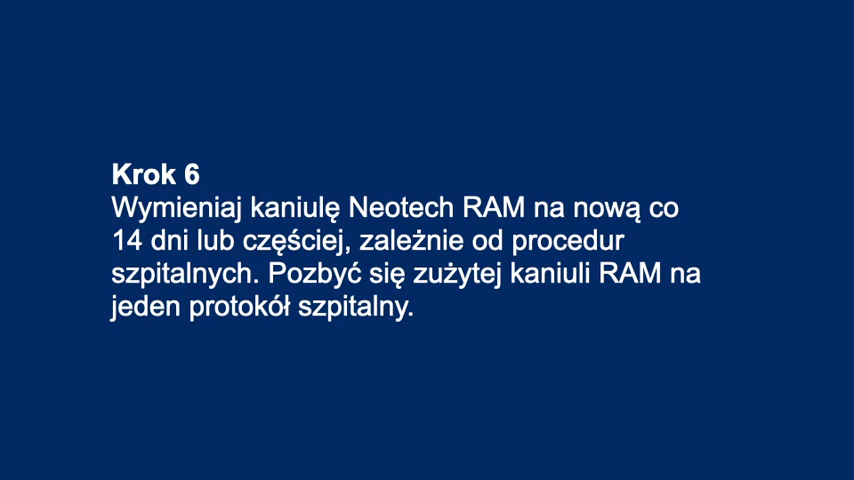 Krok 6
Wymieniaj kaniulę Neotech RAM na nową co
14 dni lub częściej, zależnie od procedur
szpitalnych. Pozbyć się zużytej kaniuli RAM na
jeden protokół szpitalny.